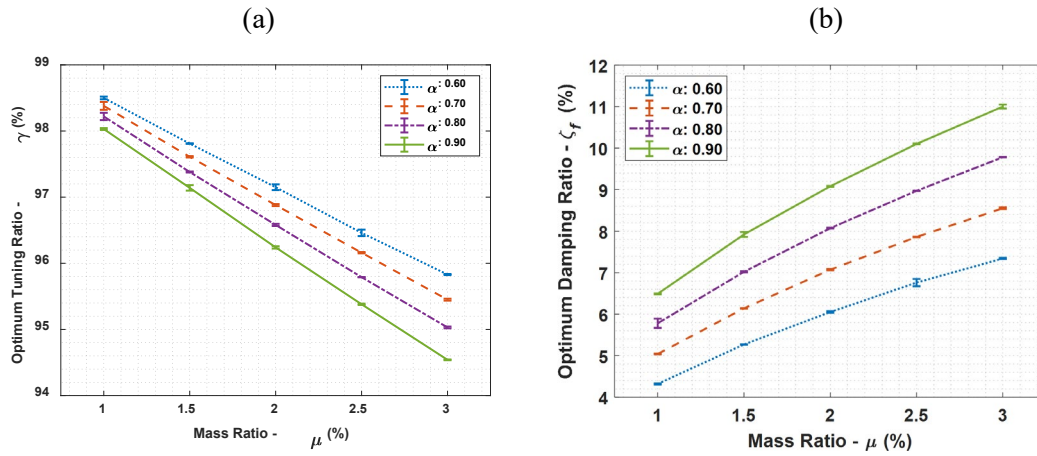 (a)
99
98
97
96
95
94
1
1.5
2
2.5
3
Optimum Tuning Ratio - γ (%)
Mass Ratio - μ (%)
α: 0.60
α: 0.70
α: 0.80
α: 0.90
(b)
12
11
10
9
8
7
6
5
4
1
1.5
2
2.5
3
Optimum Damping Ratio - ζf (%)
Mass Ratio - μ (%)
α: 0.60
α: 0.70
α: 0.80
α: 0.90